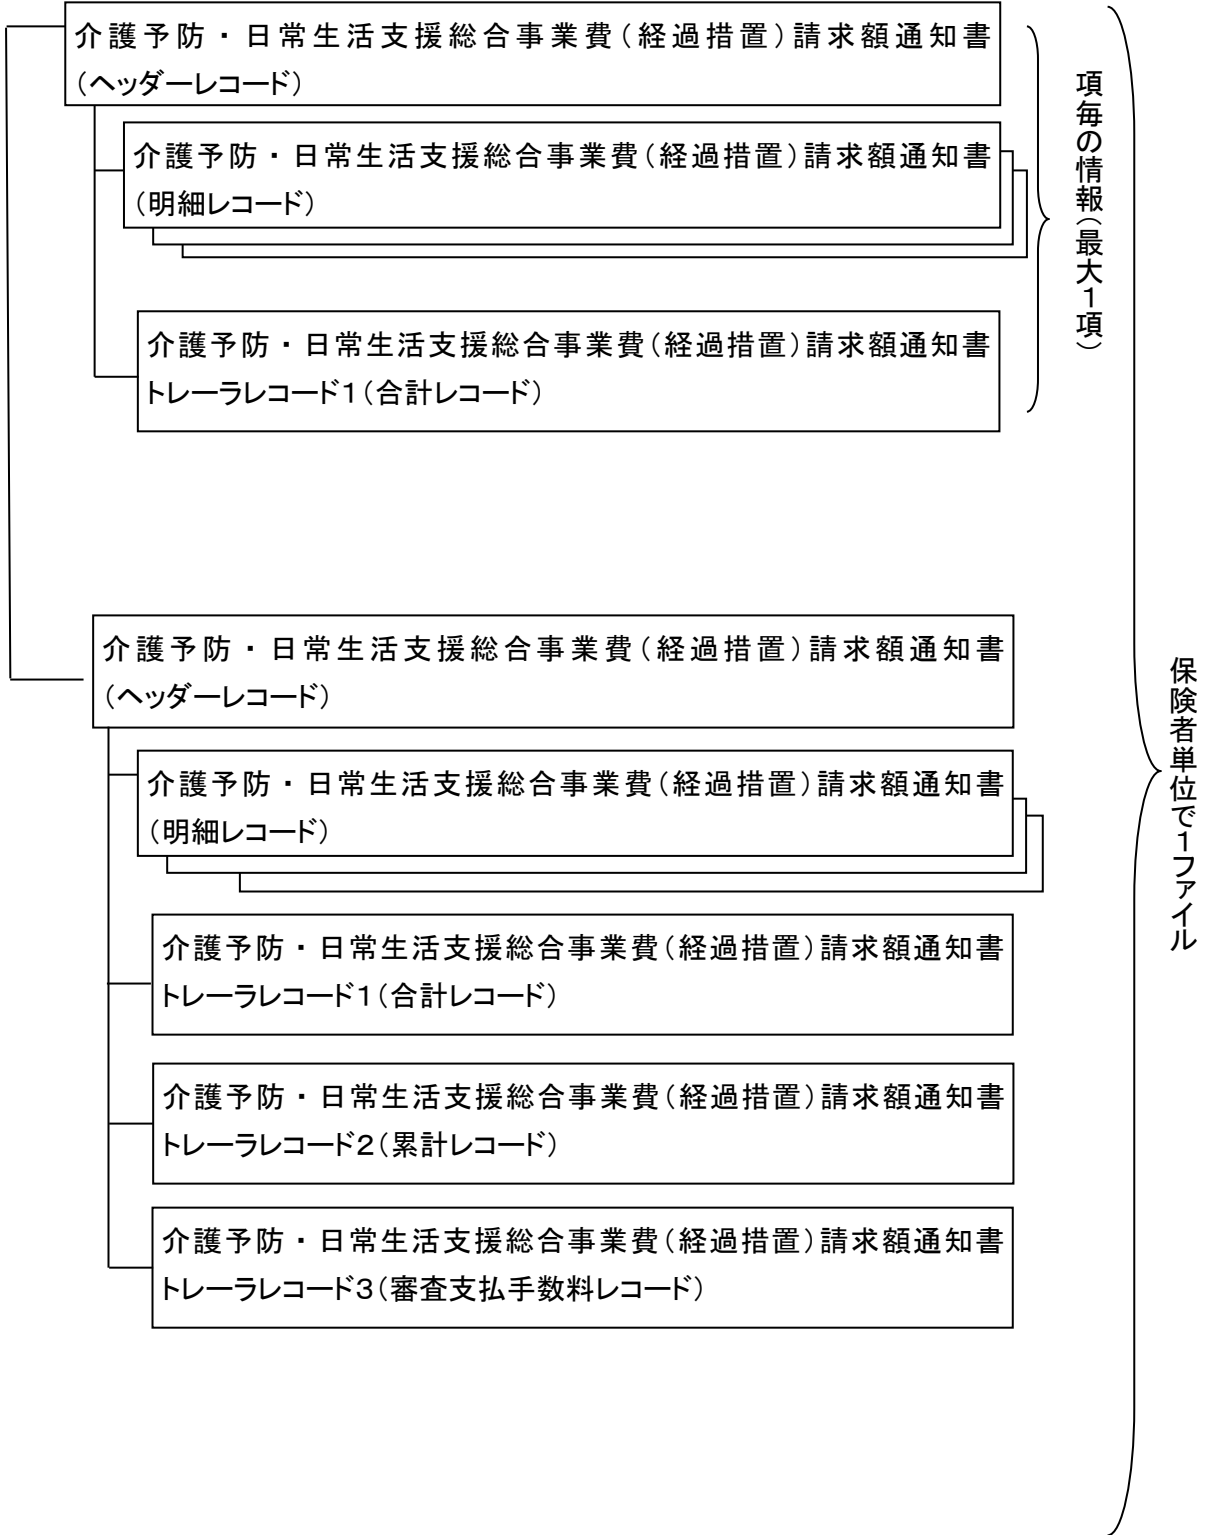 介護予防・日常生活支援総合事業費（経過措置）請求額通知書
（ヘッダーレコード）
介護予防・日常生活支援総合事業費（経過措置）請求額通知書
（明細レコード）
介護予防・日常生活支援総合事業費（経過措置）請求額通知書
トレーラレコード１（合計レコード）
項毎の情報（最大１項）
介護予防・日常生活支援総合事業費（経過措置）請求額通知書
（ヘッダーレコード）
介護予防・日常生活支援総合事業費（経過措置）請求額通知書
（明細レコード）
介護予防・日常生活支援総合事業費（経過措置）請求額通知書
トレーラレコード１（合計レコード）
介護予防・日常生活支援総合事業費（経過措置）請求額通知書
トレーラレコード２（累計レコード）
介護予防・日常生活支援総合事業費（経過措置）請求額通知書
トレーラレコード３（審査支払手数料レコード）
保険者単位で１ファイル